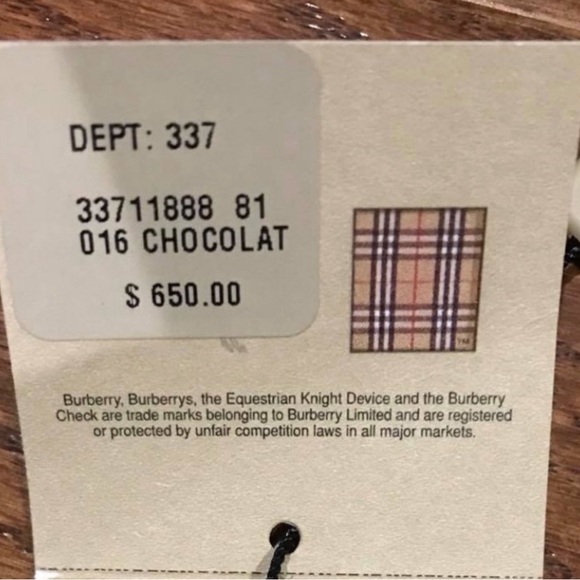 DEPT: 337
33711888 81
016 CHOCOLAT
$ 650.00
TM
Burberry, Burberrys, the Equestrian Knight Device and the Burberry
Check are trade marks belonging to Burberry Limited and are registered
or protected by unfair competition laws in all major markets.